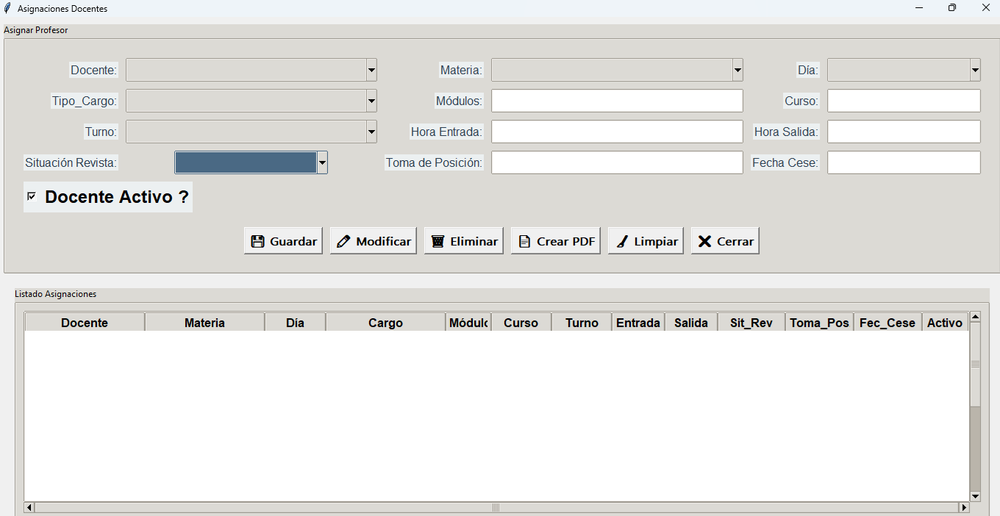 Asignaciones Docentes
Asignar Profesor
Docente: Materia: Día:
Tipo_Cargo: Módulos: Curso:
Turno: Hora Entrada: Hora Salida:
Situación Revista: Toma de Posición: Fecha Cese:
Docente Activo ?
Guardar Modificar Eliminar Crear PDF Limpiar Cerrar
Listado Asignaciones
Docente Materia Día Cargo Módulc Curso Turno Entrada Salida Sit_Rev Toma_Pos Fec_Cese Activo